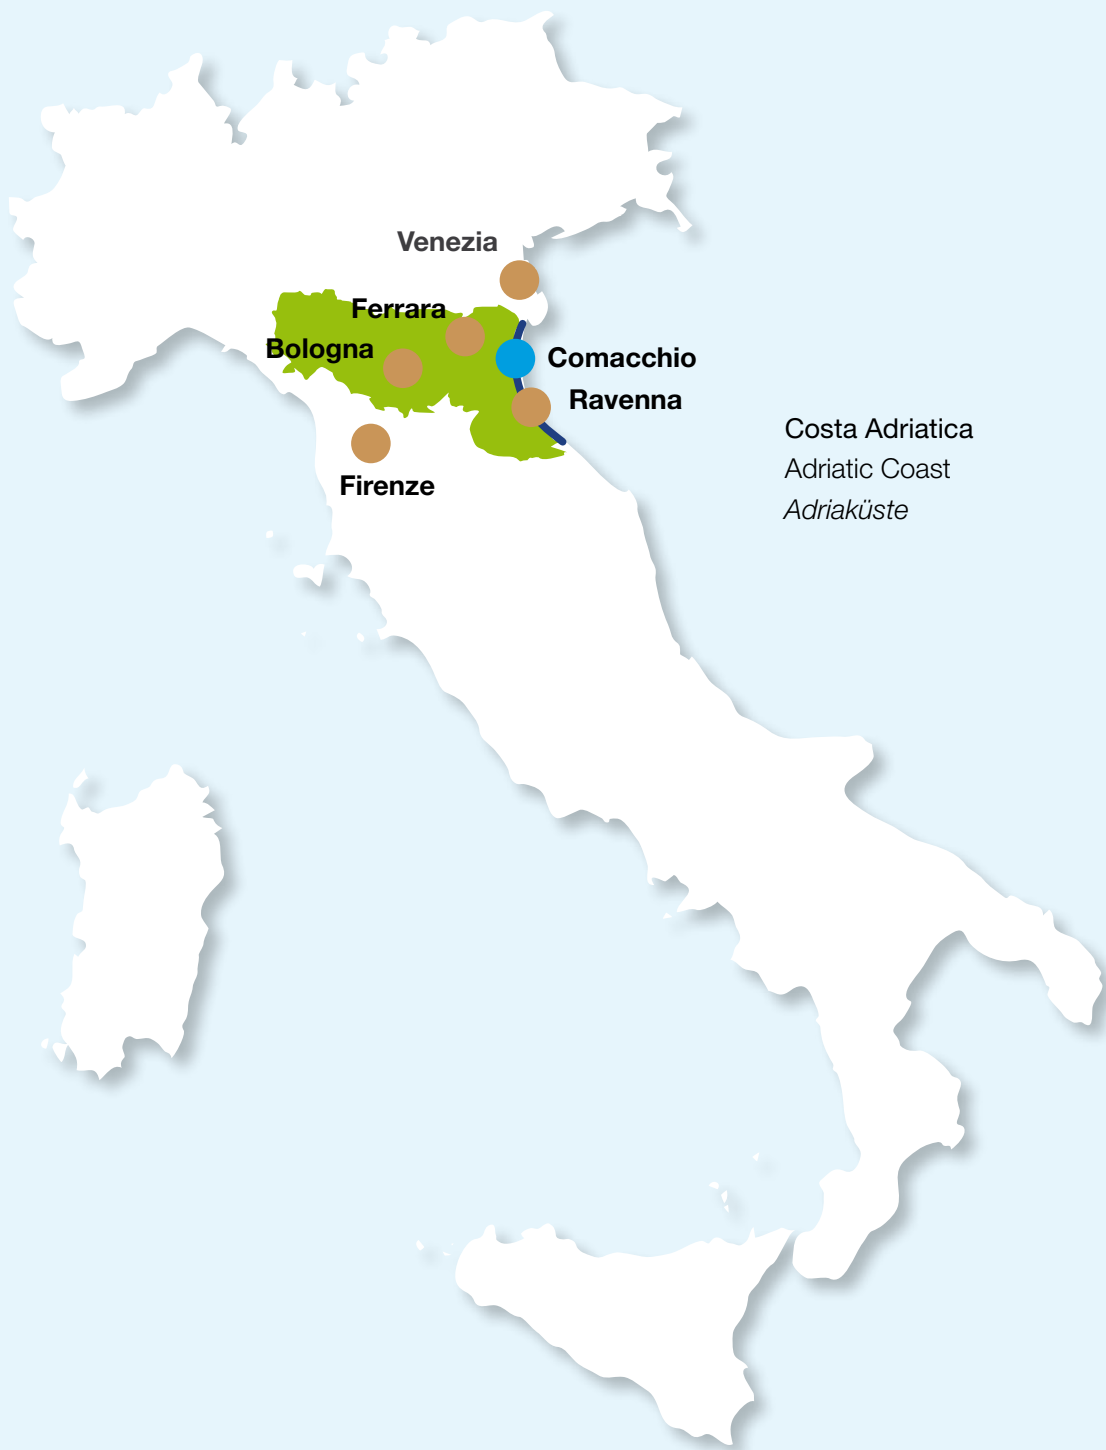 Venezia
Ferrara
Bologna
Comacchio
Ravenna
Firenze
Costa Adriatica
Adriatic Coast
Adriaküste